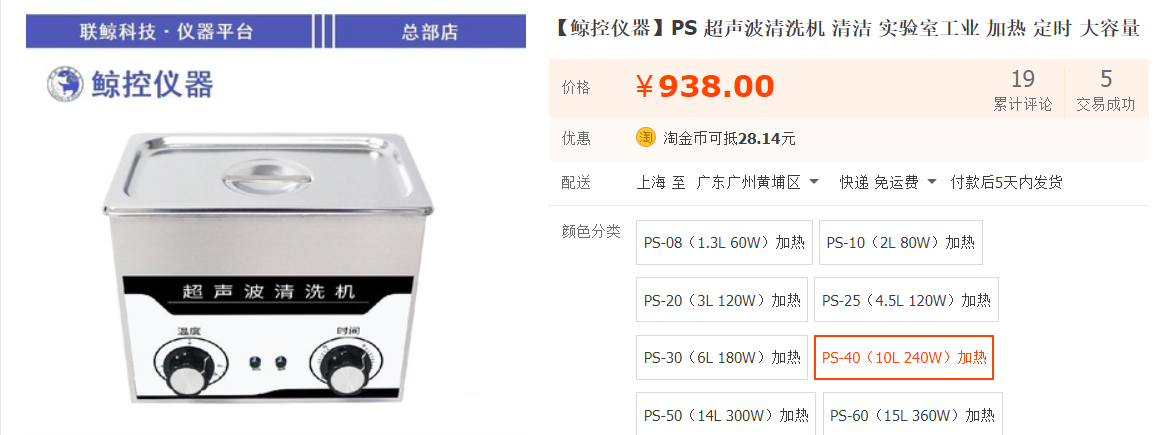 联鲸科技·仪器平台
总部店
鲸控仪器
超声波清洗机
温度
时间
【鲸控仪器】PS 超声波清洗机 清洁 实验室工业 加热 定时 大容量
价格
¥938.00
19
累计评论
5
交易成功
优惠
淘
淘金币可抵28.14元
配送
上海 至 广东广州黄埔区
快递 免运费
付款后5天内发货
颜色分类
PS-08（1.3L 60W）加热
PS-10（2L 80W）加热
PS-20（3L 120W）加热
PS-25（4.5L 120W）加热
PS-30（6L 180W）加热
PS-40（10L 240W）加热
PS-50（14L 300W）加热
PS-60（15L 360W）加热